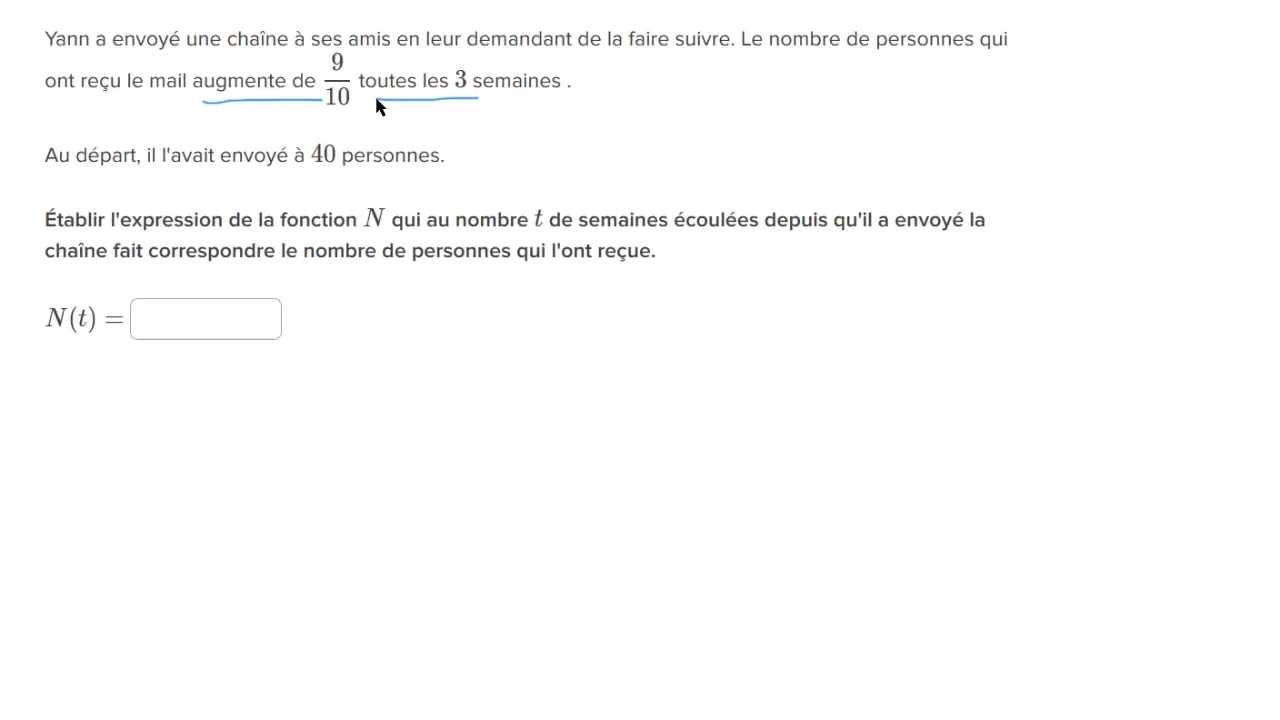 Yann a envoyé une chaîne à ses amis en leur demandant de la faire suivre. Le nombre de personnes qui
ont reçu le mail augmente de 9/10 toutes les 3 semaines .
Au départ, il l'avait envoyé à 40 personnes.
Établir l'expression de la fonction N qui au nombre t de semaines écoulées depuis qu'il a envoyé la
chaîne fait correspondre le nombre de personnes qui l'ont reçue.
N(t) =